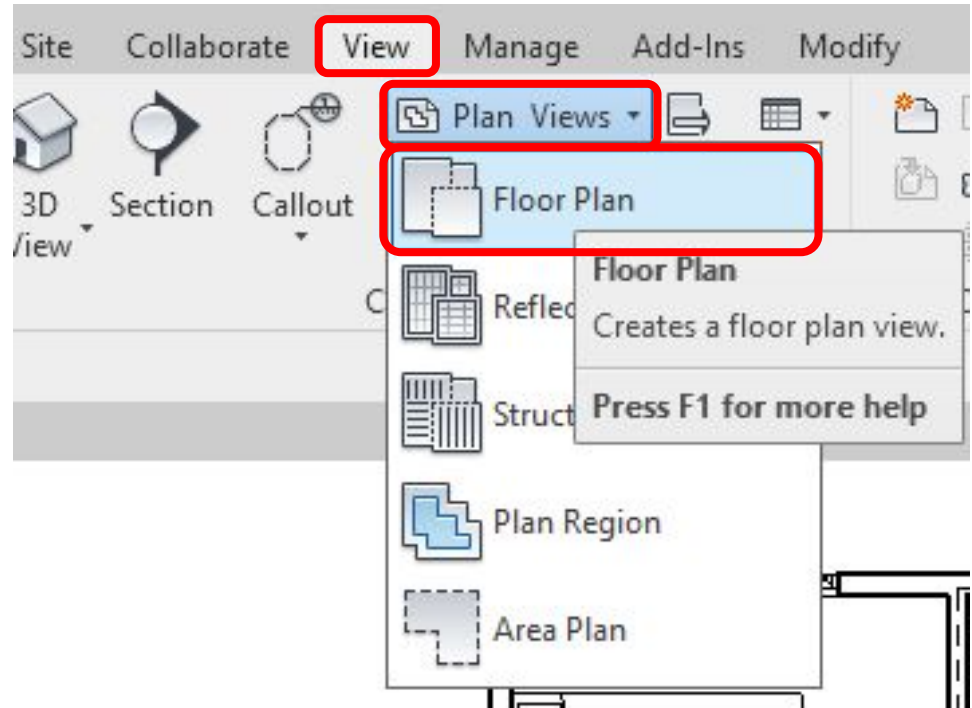 Site Collaborate View Manage Add-Ins Modify
Plan Views
3D
View
Section Callout
Floor Plan
Floor Plan
Creates a floor plan view.
Press F1 for more help
Plan Region
Area Plan